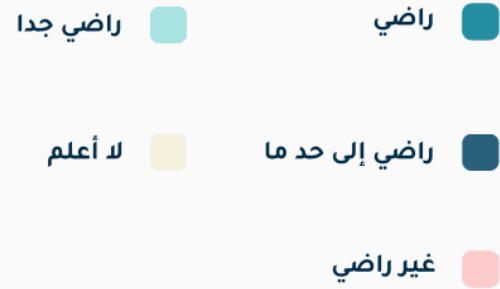 راضي
راضي جدا
راضي إلى حد ما
لا أعلم
غير راضي